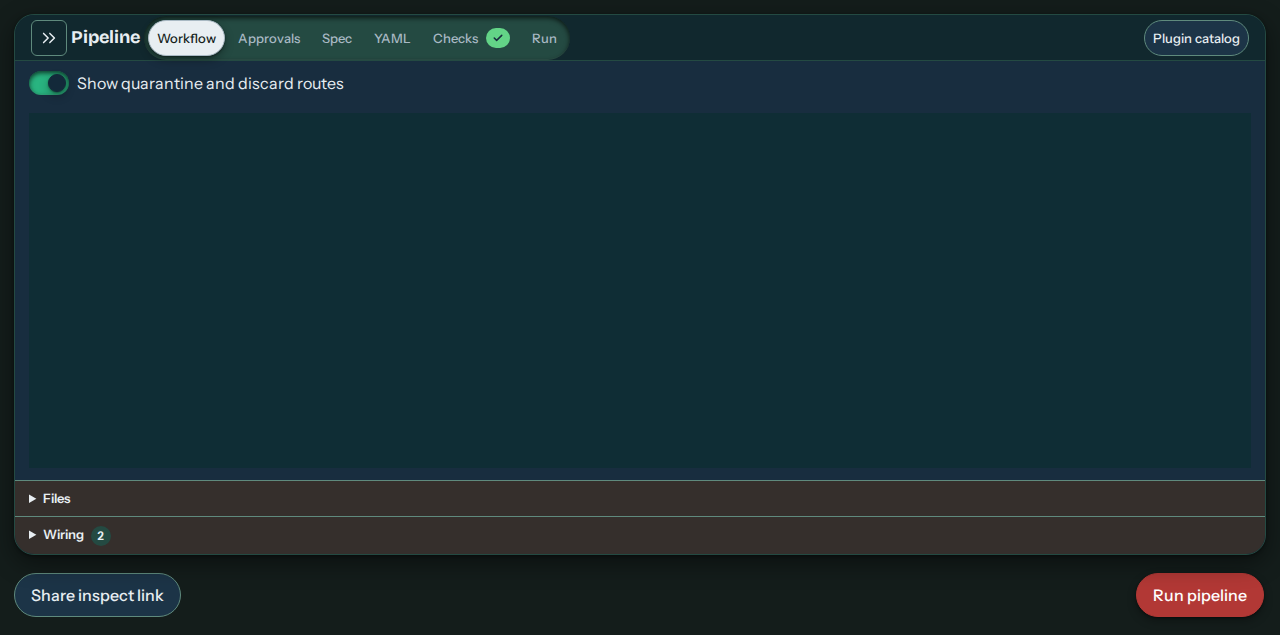 Pipeline Workflow Approvals Spec YAML Checks Run Plugin catalog
Show quarantine and discard routes
Files
Wiring 2
Share inspect link Run pipeline